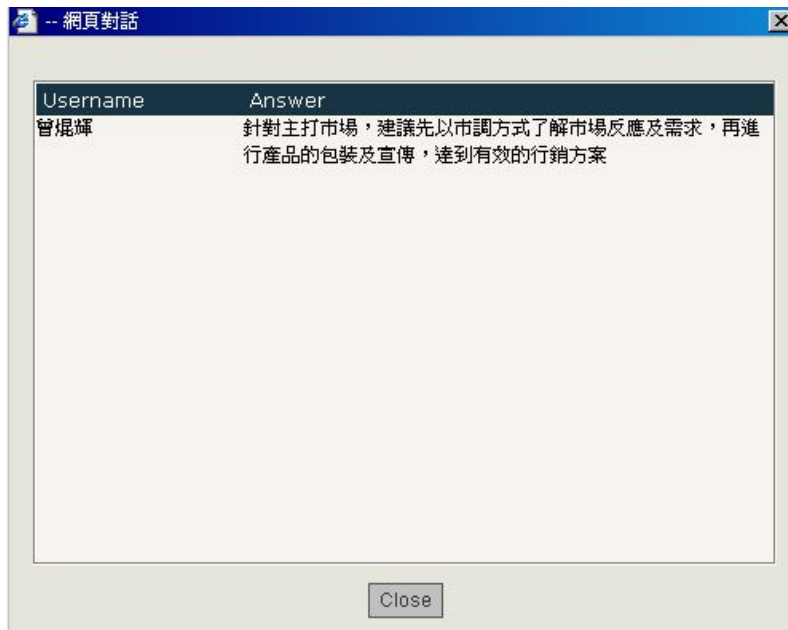 -- 網頁對話
Username Answer
曾焜輝 針對主打市場，建議先以市調方式了解市場反應及需求，再進
行產品的包裝及宣傳，達到有效的行銷方案
Close